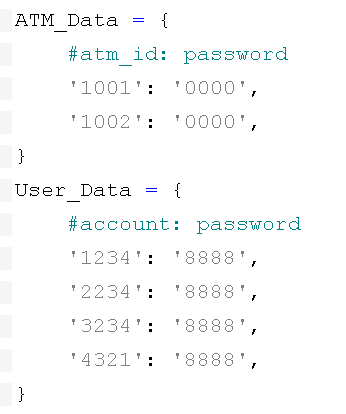 ATM_Data = {
    #atm_id: password
    '1001': '0000',
    '1002': '0000',
}
User_Data = {
    #account: password
    '1234': '8888',
    '2234': '8888',
    '3234': '8888',
    '4321': '8888',
}